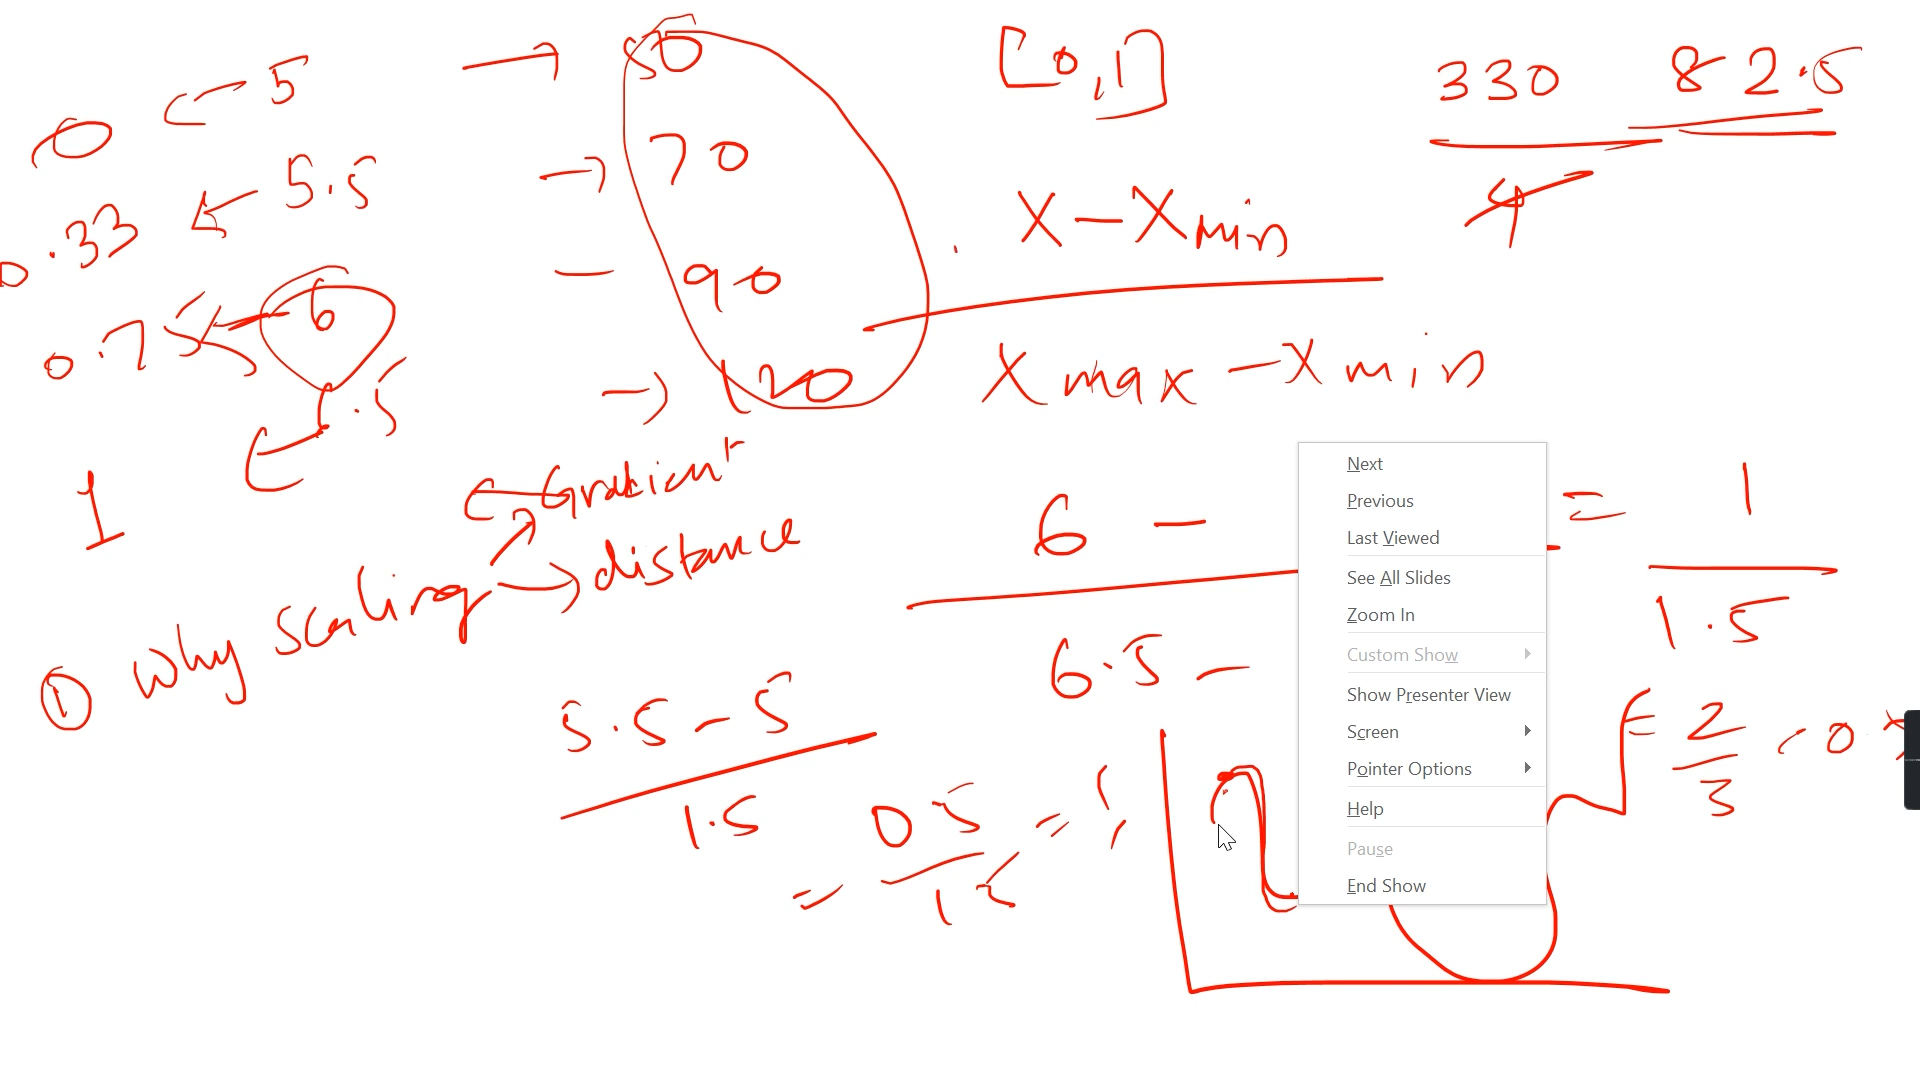 0 ← 5 → 50
[0,1]
330 82.5
4
0.33 ← 5.5 → 70
X - Xmin
Xmax - Xmin
0.75 ← 6 - 90
6.5 → 120
1
Gradient
distance
① Why scaling
6 -
6.5 -
= 1
1.5
= 2
3
5.5 - 5
1.5
= 0.5
1.5
=
Next
Previous
Last Viewed
See All Slides
Zoom In
Custom Show
Show Presenter View
Screen
Pointer Options
Help
Pause
End Show